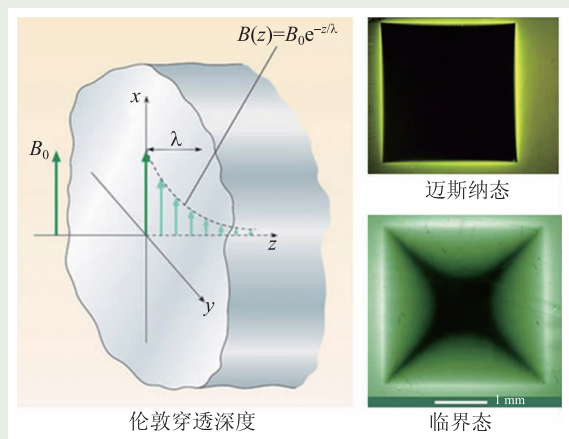 B(z)=B₀e^{-z/λ}
x
λ
B₀
z
y
伦敦穿透深度
迈斯纳态
1 mm
临界态